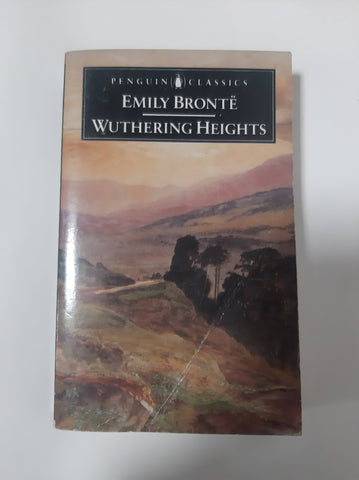 PENGUIN CLASSICS
EMILY BRONTË
WUTHERING HEIGHTS